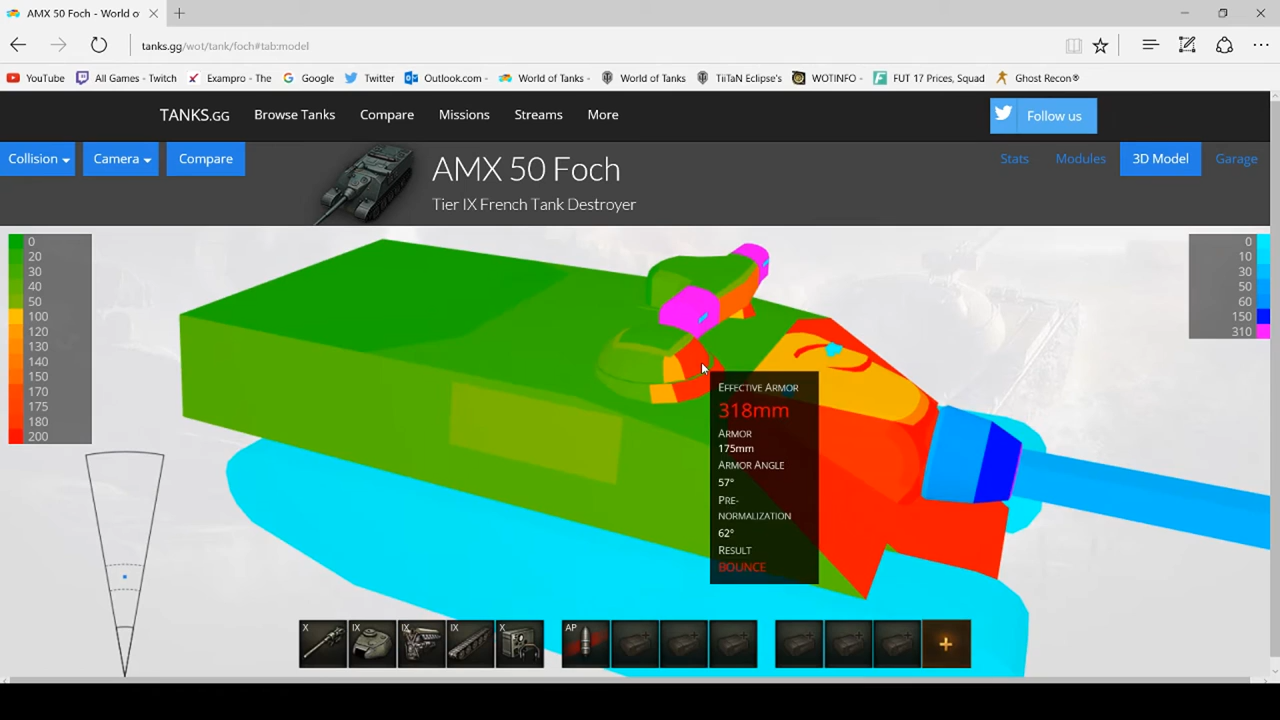 AMX 50 Foch - World o
tanks.gg/wot/tank/foch#tab:model
YouTube
All Games - Twitch
Exampro - The
Google
Twitter
Outlook.com -
World of Tanks -
World of Tanks
TiiTaN Eclipse's
WOTINFO -
FUT 17 Prices, Squad
Ghost Recon®
TANKS.GG
Browse Tanks
Compare
Missions
Streams
More
Follow us
Collision
Camera
Compare
AMX 50 Foch
Tier IX French Tank Destroyer
Stats
Modules
3D Model
Garage
0
20
30
40
50
100
120
130
140
150
170
175
180
200
0
10
30
50
60
150
310
EFFECTIVE ARMOR
318mm
ARMOR
175mm
ARMOR ANGLE
57°
PRE-
NORMALIZATION
62°
RESULT
BOUNCE
X
IX
IX
IX
X
AP